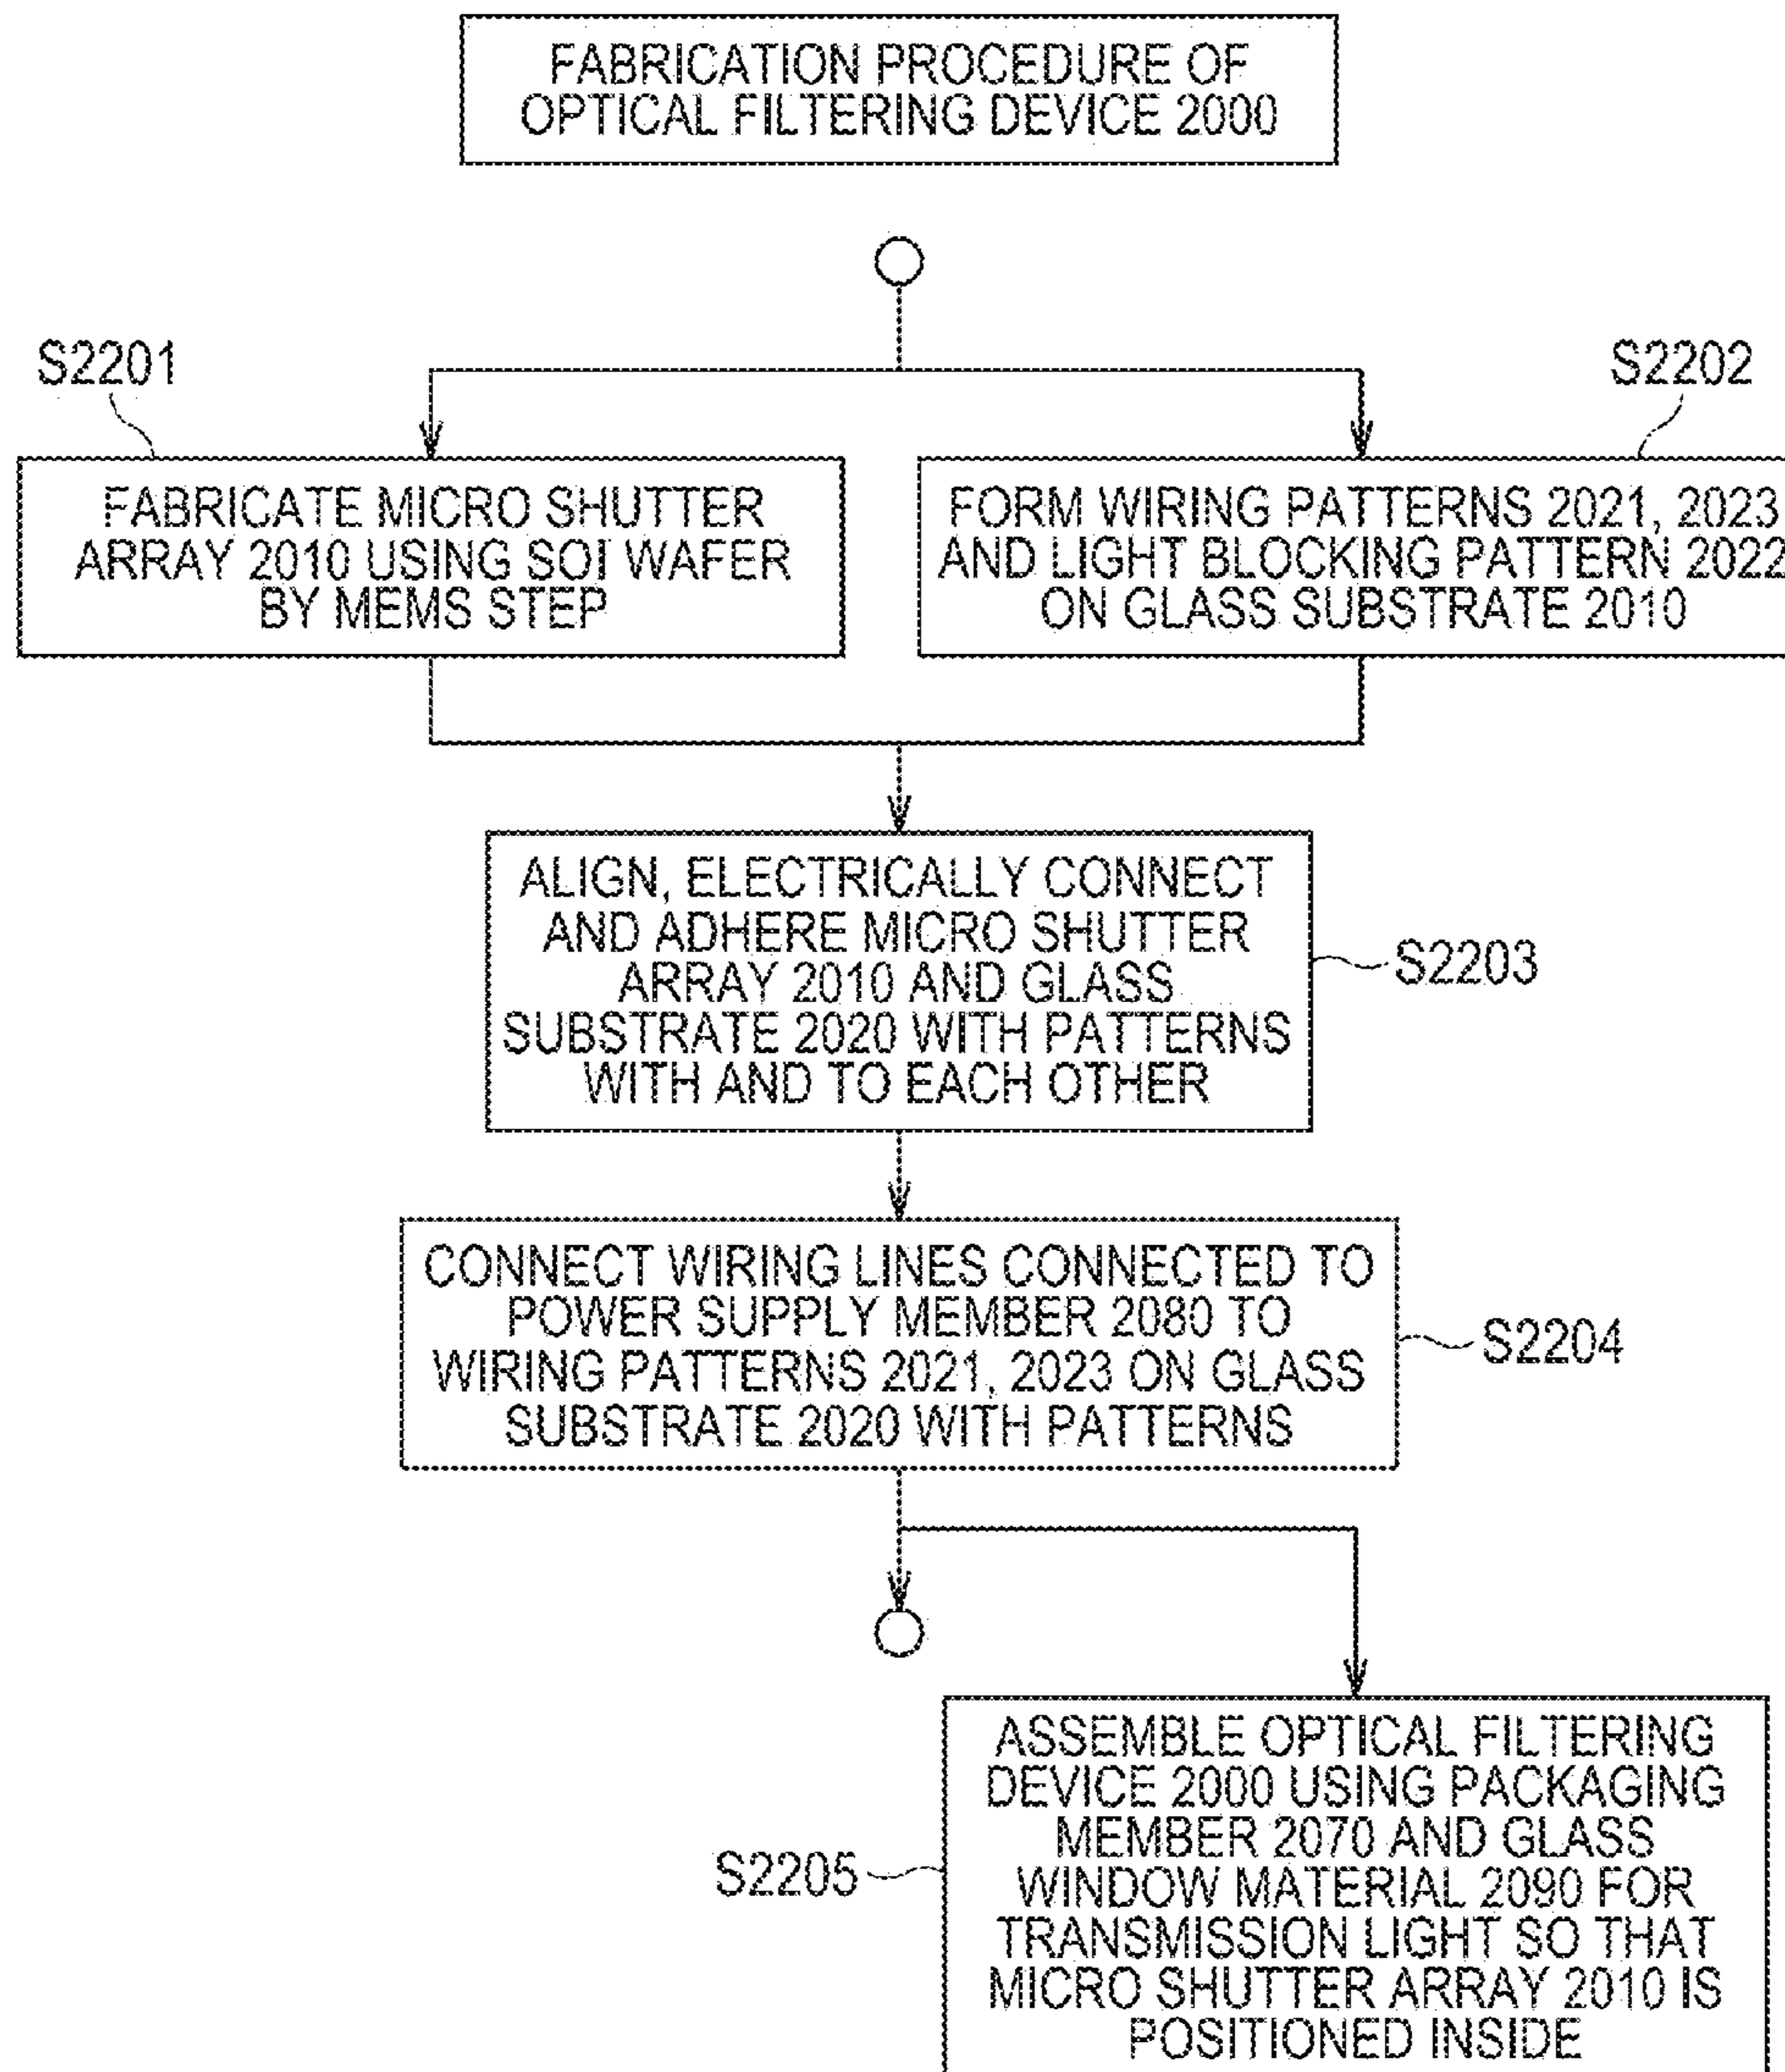 FABRICATION PROCEDURE OF
OPTICAL FILTERING DEVICE 2000
S2201
S2202
FABRICATE MICRO SHUTTER
ARRAY 2010 USING SOI WAFER
BY MEMS STEP
FORM WIRING PATTERNS 2021, 2023
AND LIGHT BLOCKING PATTERN 2022
ON GLASS SUBSTRATE 2010
ALIGN, ELECTRICALLY CONNECT
AND ADHERE MICRO SHUTTER
ARRAY 2010 AND GLASS
SUBSTRATE 2020 WITH PATTERNS
WITH AND TO EACH OTHER
S2203
CONNECT WIRING LINES CONNECTED TO
POWER SUPPLY MEMBER 2080 TO
WIRING PATTERNS 2021, 2023 ON GLASS
SUBSTRATE 2020 WITH PATTERNS
S2204
S2205
ASSEMBLE OPTICAL FILTERING
DEVICE 2000 USING PACKAGING
MEMBER 2070 AND GLASS
WINDOW MATERIAL 2090 FOR
TRANSMISSION LIGHT SO THAT
MICRO SHUTTER ARRAY 2010 IS
POSITIONED INSIDE